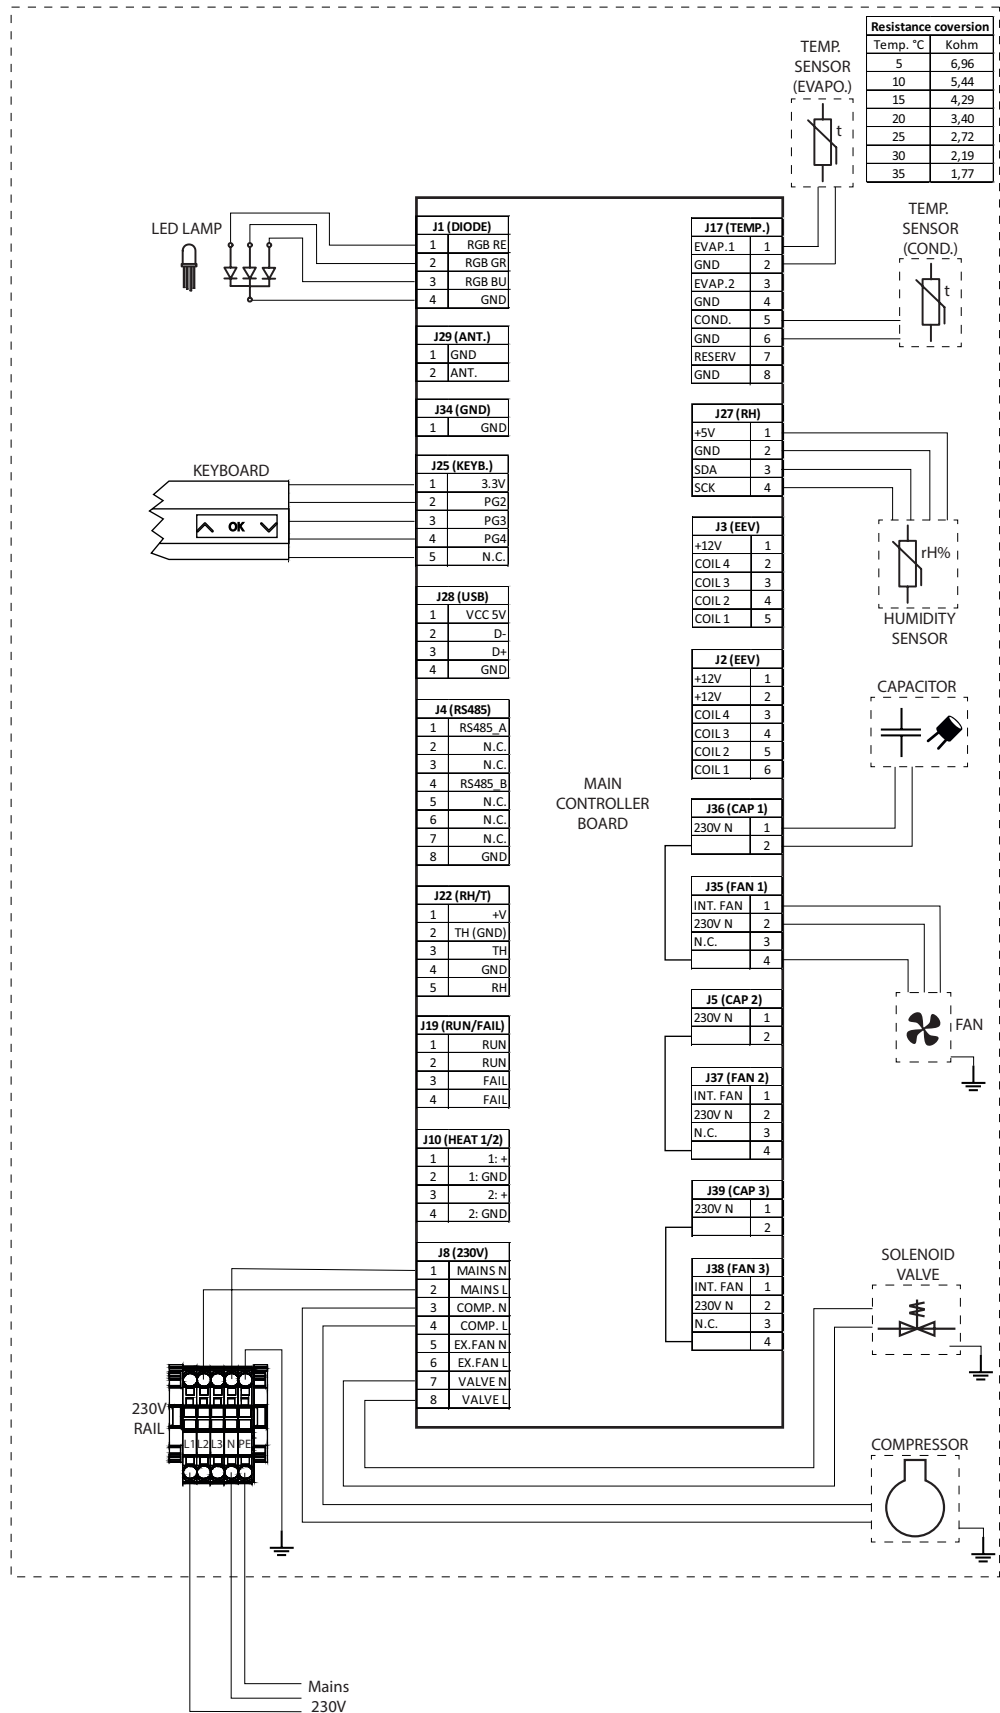 Resistance coversion
Temp. °C Kohm
5 6,96
10 5,44
15 4,29
20 3,40
25 2,72
30 2,19
35 1,77
TEMP.
SENSOR
(EVAPO.)
t
TEMP.
SENSOR
(COND.)
t
LED LAMP
J1 (DIODE)
1 RGB RE
2 RGB GR
3 RGB BU
4 GND
J29 (ANT.)
1 GND
2 ANT.
J34 (GND)
1 GND
KEYBOARD
OK
J25 (KEYB.)
1 3.3V
2 PG2
3 PG3
4 PG4
5 N.C.
J28 (USB)
1 VCC 5V
2 D-
3 D+
4 GND
J4 (RS485)
1 RS485_A
2 N.C.
3 N.C.
4 RS485_B
5 N.C.
6 N.C.
7 N.C.
8 GND
J22 (RH/T)
1 +V
2 TH (GND)
3 TH
4 GND
5 RH
J19 (RUN/FAIL)
1 RUN
2 RUN
3 FAIL
4 FAIL
J10 (HEAT 1/2)
1 1: +
2 1: GND
3 2: +
4 2: GND
J8 (230V)
1 MAINS N
2 MAINS L
3 COMP. N
4 COMP. L
5 EX.FAN N
6 EX.FAN L
7 VALVE N
8 VALVE L
MAIN
CONTROLLER
BOARD
J17 (TEMP.)
EVAP.1 1
GND 2
EVAP.2 3
GND 4
COND. 5
GND 6
RESERV 7
GND 8
J27 (RH)
+5V 1
GND 2
SDA 3
SCK 4
J3 (EEV)
+12V 1
COIL 4 2
COIL 3 3
COIL 2 4
COIL 1 5
J2 (EEV)
+12V 1
+12V 2
COIL 4 3
COIL 3 4
COIL 2 5
COIL 1 6
J36 (CAP 1)
230V N 1
2
J35 (FAN 1)
INT. FAN 1
230V N 2
N.C. 3
4
J5 (CAP 2)
230V N 1
2
J37 (FAN 2)
INT. FAN 1
230V N 2
N.C. 3
4
J39 (CAP 3)
230V N 1
2
J38 (FAN 3)
INT. FAN 1
230V N 2
N.C. 3
4
rH%
HUMIDITY
SENSOR
CAPACITOR
FAN
SOLENOID
VALVE
COMPRESSOR
230V
RAIL
L1 L2 L3 N PE
Mains
230V